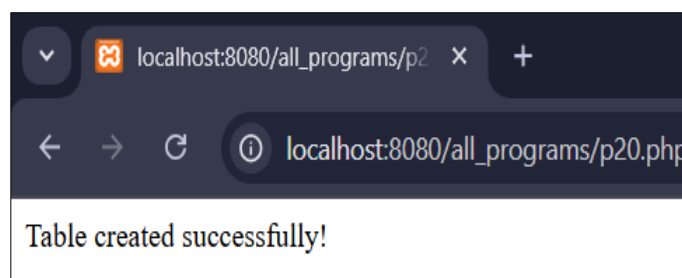 localhost:8080/all_programs/p2
localhost:8080/all_programs/p20.php
Table created successfully!